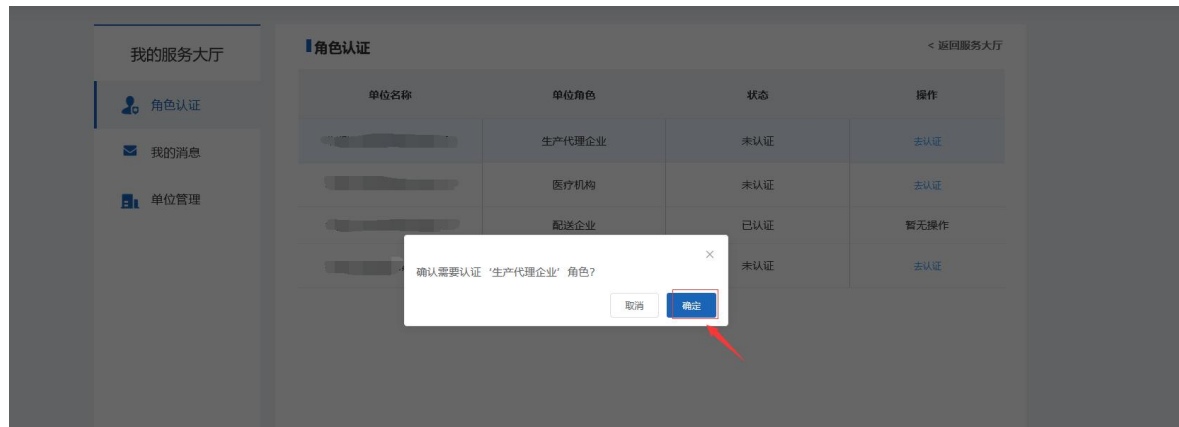 我的服务大厅
角色认证
我的消息
单位管理
角色认证
< 返回服务大厅
单位名称 单位角色 状态 操作
生产代理企业 未认证 去认证
医疗机构 未认证 去认证
配送企业 已认证 暂无操作
未认证 去认证
确认需要认证‘生产代理企业’角色?
取消 确定